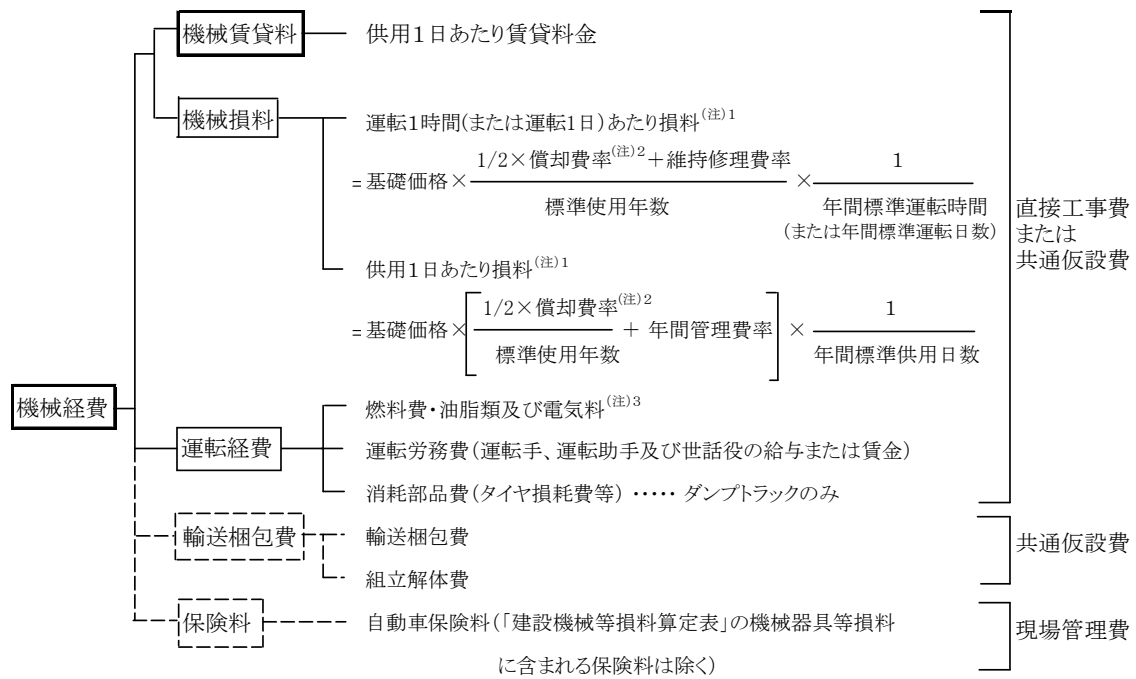 機械賃貸料
供用1日あたり賃貸料金
機械損料
運転1時間(または運転1日)あたり損料(注)1
=基礎価格× 1/2×償却費率(注)2+維持修理費率 × 1
標準使用年数 年間標準運転時間
(または年間標準運転日数)
直接工事費
または
共通仮設費
供用1日あたり損料(注)1
=基礎価格×[1/2×償却費率(注)2 + 年間管理費率]× 1
標準使用年数 年間標準供用日数
機械経費
燃料費・油脂類及び電気料(注)3
運転経費
運転労務費(運転手、運転助手及び世話役の給与または賃金)
消耗部品費(タイヤ損耗費等) ・・・・・ ダンプトラックのみ
輸送梱包費
輸送梱包費
組立解体費
共通仮設費
保険料
自動車保険料(「建設機械等損料算定表」の機械器具等損料
に含まれる保険料は除く)
現場管理費